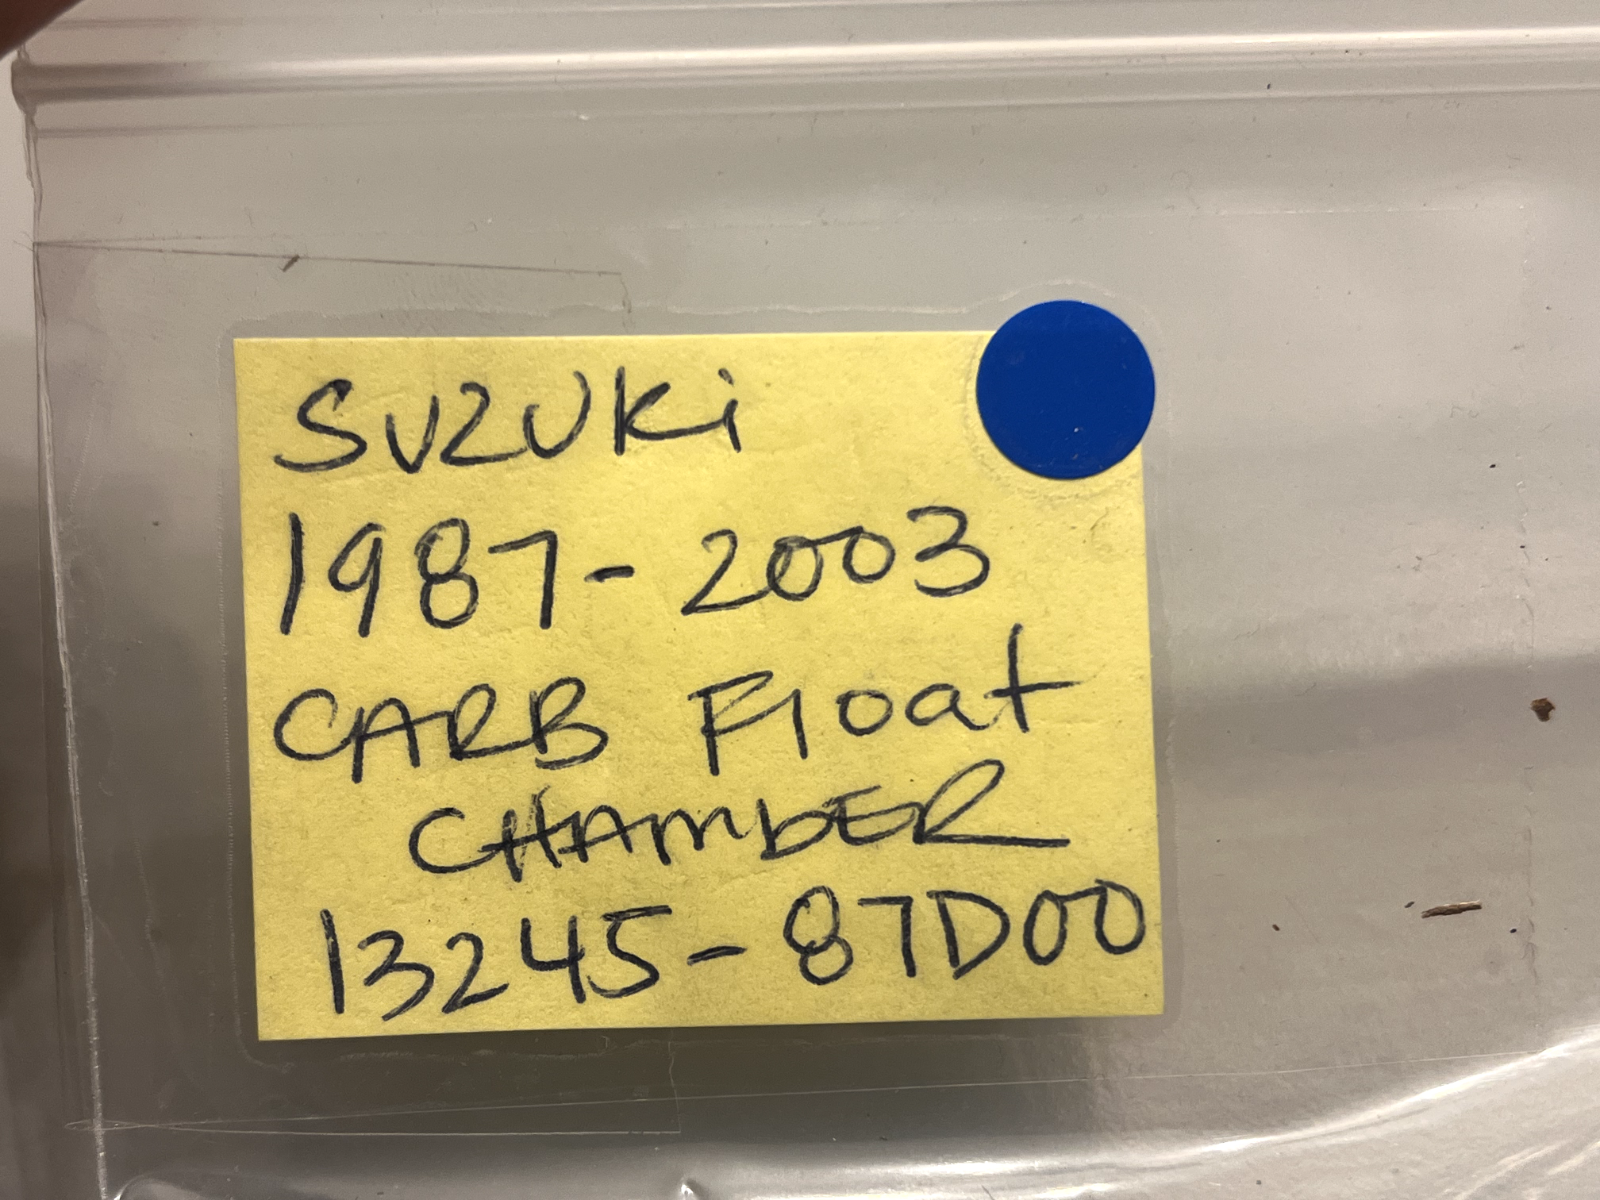 SUZUKi
1987-2003
CARB Float
CHAmbER
13245-87D00